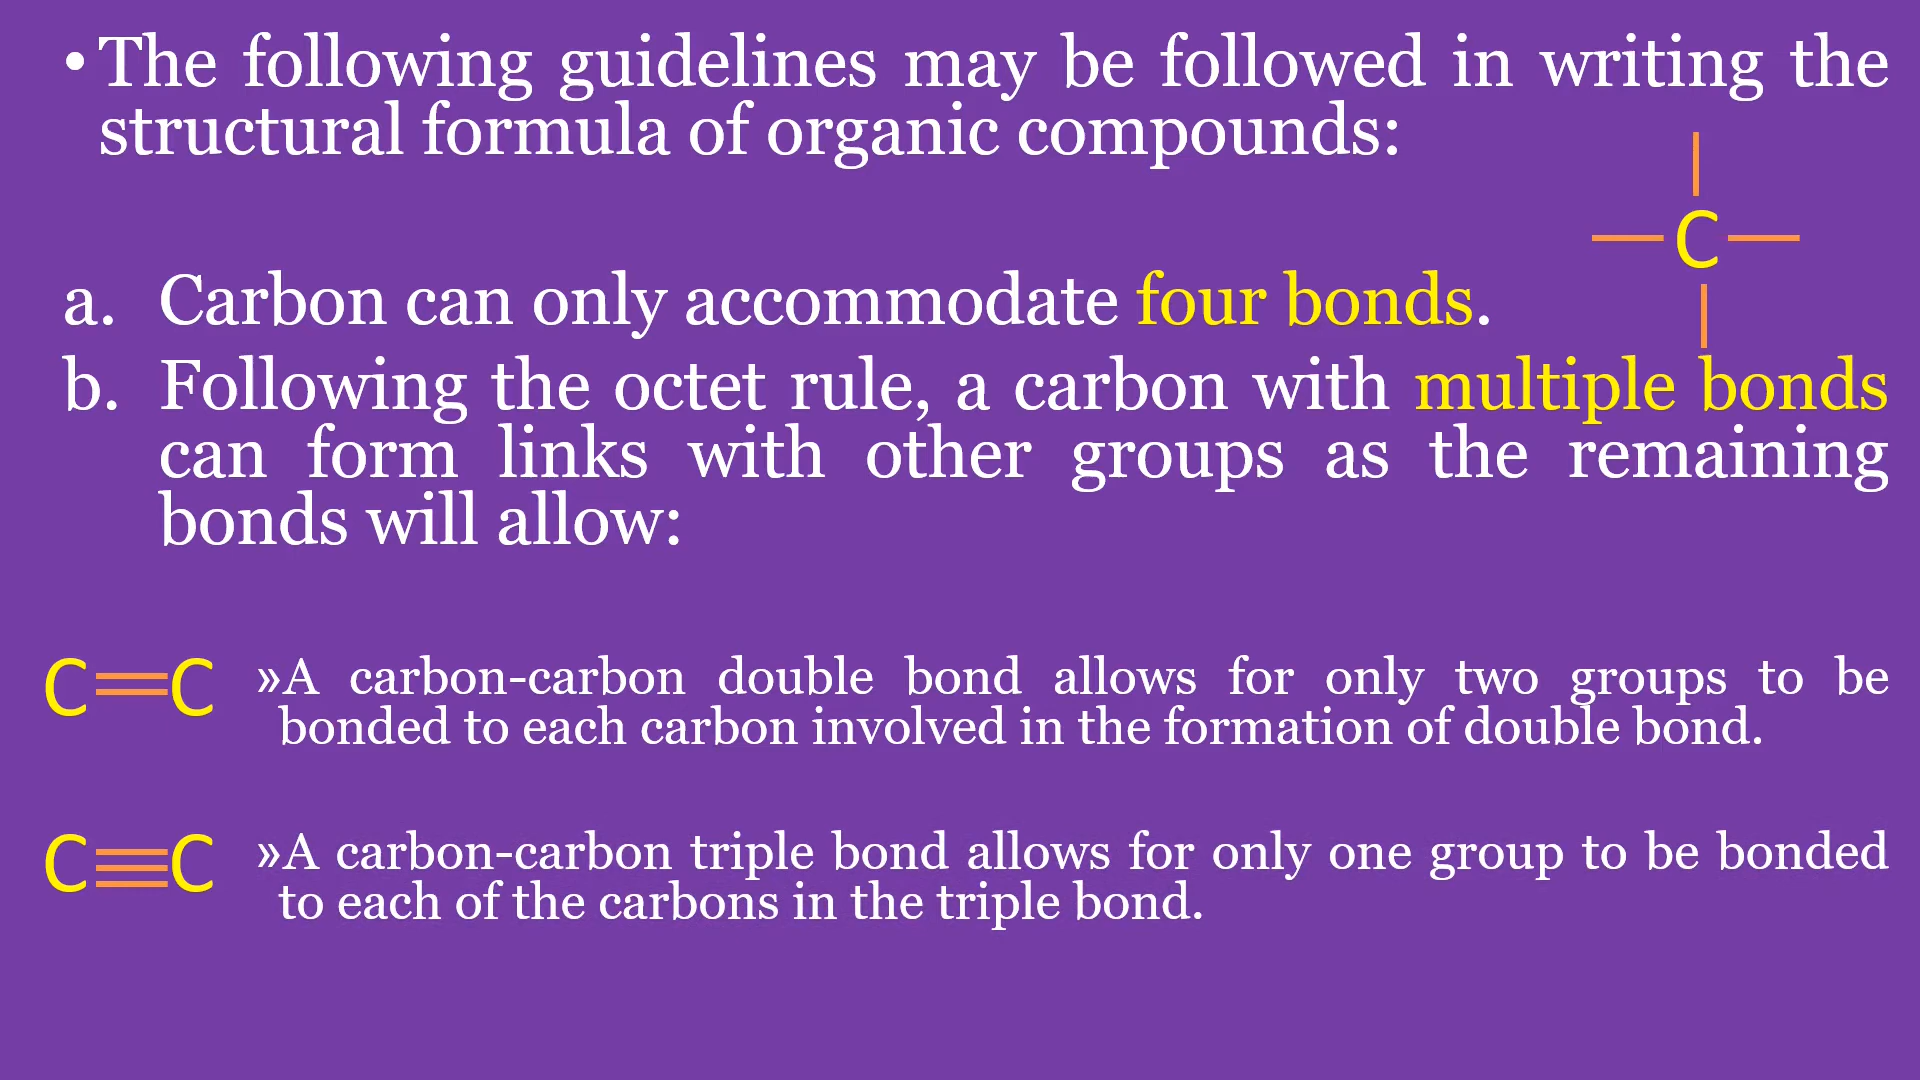 • The following guidelines may be followed in writing the
structural formula of organic compounds:
C
a. Carbon can only accommodate four bonds.
b. Following the octet rule, a carbon with multiple bonds
can form links with other groups as the remaining
bonds will allow:
C=C »A carbon-carbon double bond allows for only two groups to be
bonded to each carbon involved in the formation of double bond.
C≡C »A carbon-carbon triple bond allows for only one group to be bonded
to each of the carbons in the triple bond.